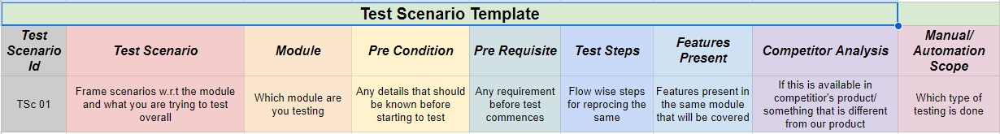 Test Scenario Template
Test
Scenario
Id
Test Scenario
Module
Pre Condition
Pre Requisite
Test Steps
Features
Present
Competitor Analysis
Manual/
Automation
Scope
TSc 01
Frame scenarios w.r.t the module
and what you are trying to test
overall
Which module are
you testing
Any details that should
be known before
starting to test
Any requirement
before test
commences
Flow wise steps
for reprocing the
same
Features present in
the same module
that will be covered
If this is available in
competitior's product/
something that is different
from our product
Which type of
testing is done